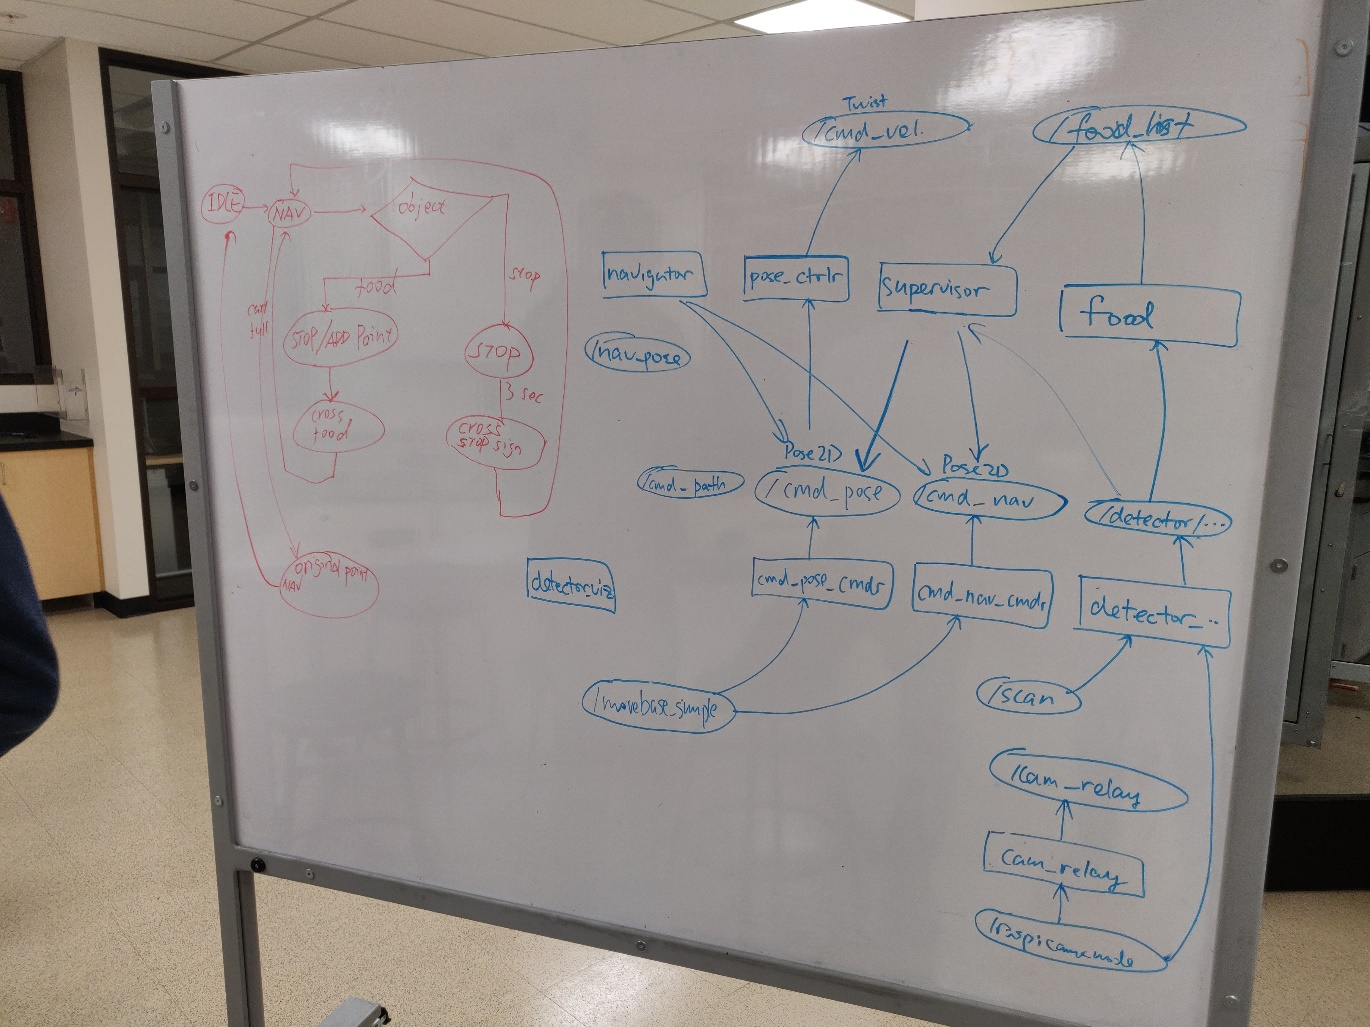 IDLE
NAV
object
food
stop
cart
full
STOP/ADD Point
STOP
3 sec
cross
food
cross
stop sign
original point
NAV
Twist
/cmd_vel.
/food_list
navigator
pose_ctrlr
supervisor
food
/nav_pose
Pose2D
Pose2D
/cmd_path
/cmd_pose
/cmd_nav
/detector/...
detector_viz
cmd_pose_cmdr
cmd_nav_cmdr
detector_...
/movebase_simple
/scan
/cam_relay
cam_relay